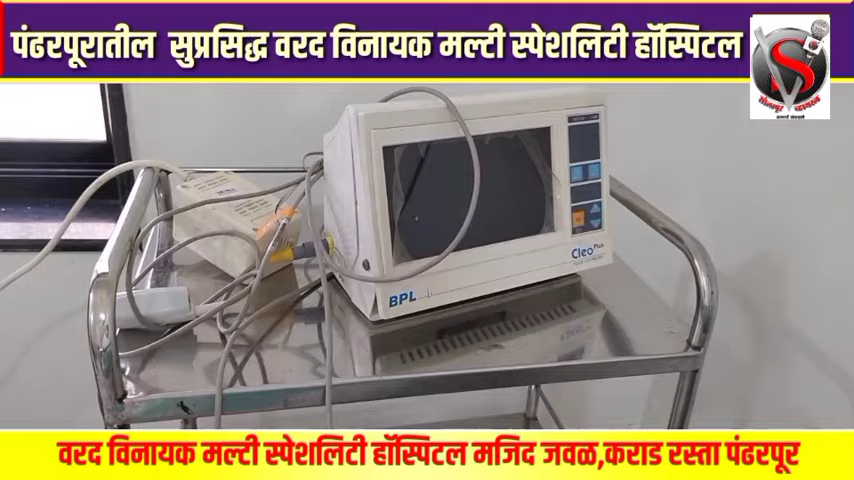 पंढरपूरातील सुप्रसिद्ध वरद विनायक मल्टी स्पेशलिटी हॉस्पिटल
S
सोलापूर व्हायरल
BPL
Cleo Plus
वरद विनायक मल्टी स्पेशलिटी हॉस्पिटल मजिद जवळ,कराड रस्ता पंढरपूर